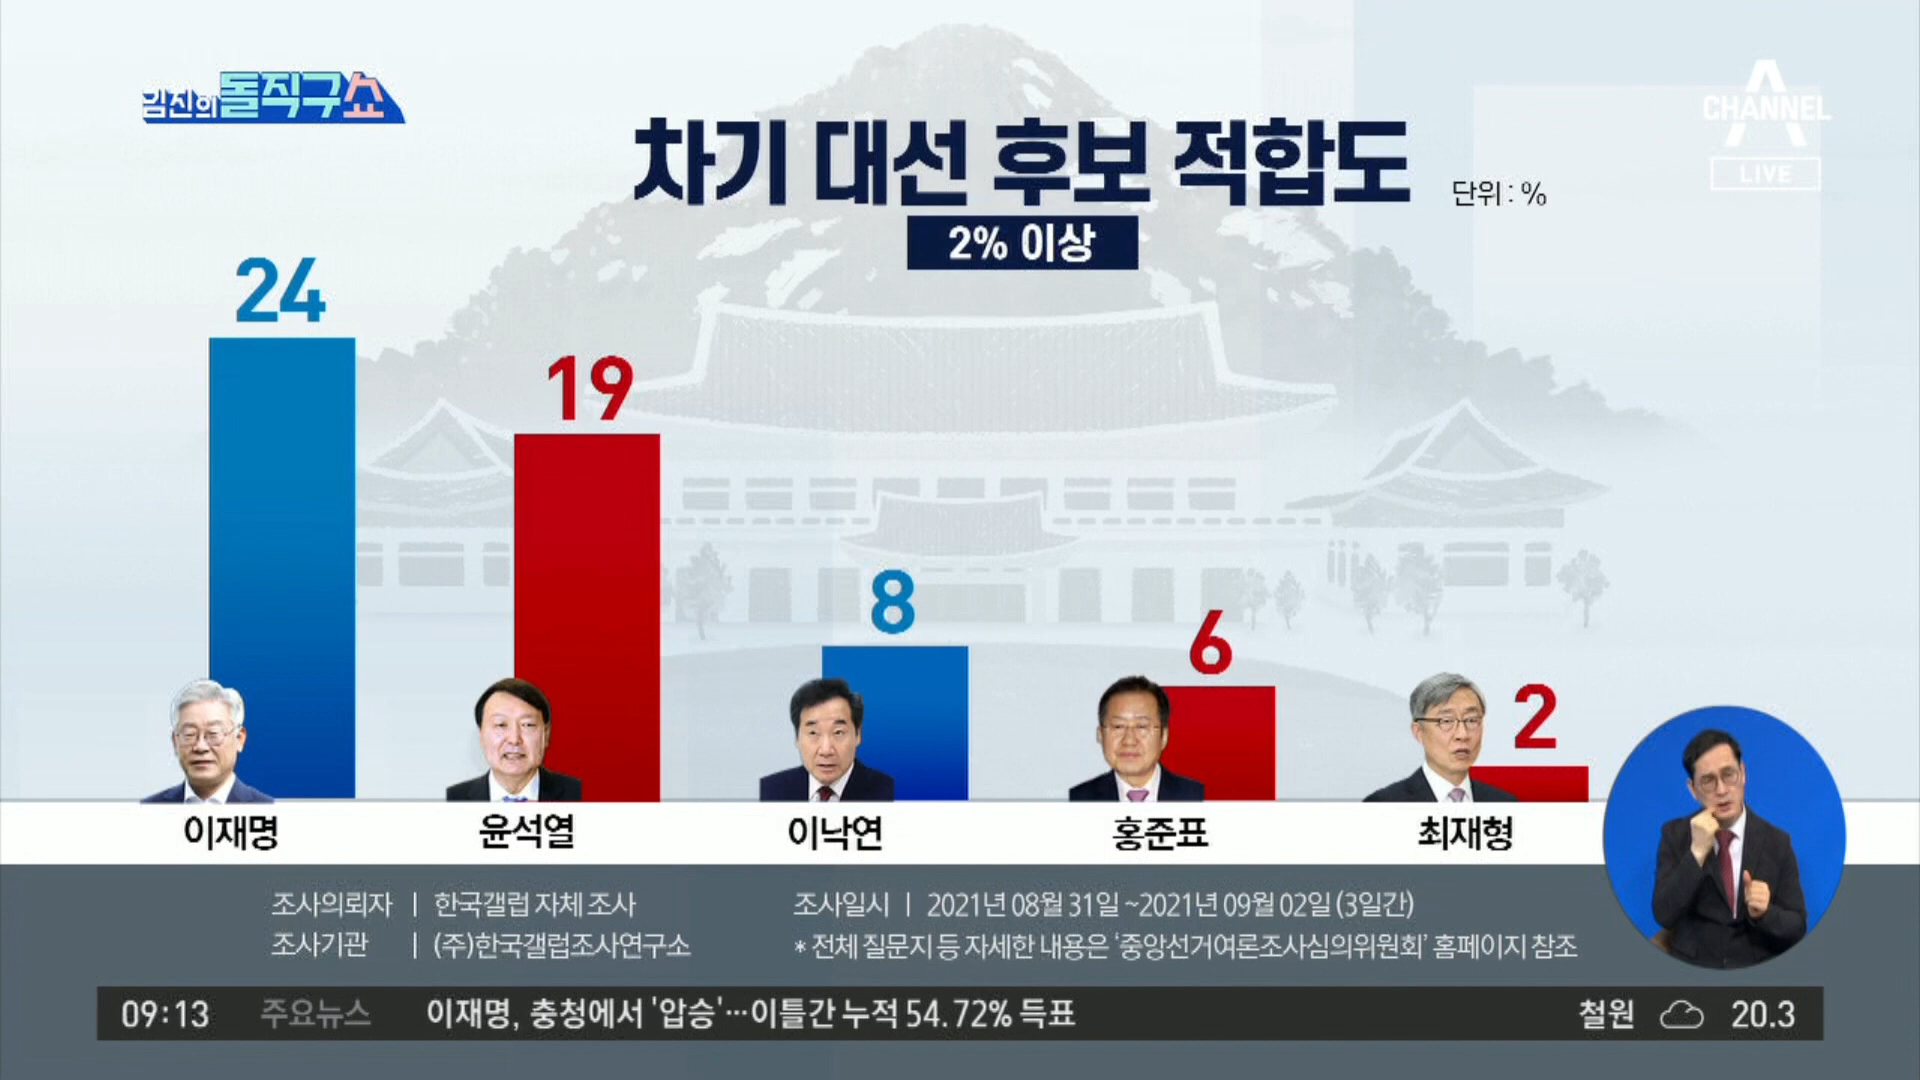 김진의 돌직구쇼
CHANNEL A
LIVE
차기 대선 후보 적합도
단위 : %
2% 이상
24
19
8
6
2
이재명
윤석열
이낙연
홍준표
최재형
조사의뢰자 | 한국갤럽 자체 조사
조사일시 | 2021년 08월 31일 ~2021년 09월 02일 (3일간)
조사기관 | (주)한국갤럽조사연구소
* 전체 질문지 등 자세한 내용은 ‘중앙선거여론조사심의위원회’ 홈페이지 참조
09:13 주요뉴스 이재명, 충청에서 '압승'…이틀간 누적 54.72% 득표 철원 20.3